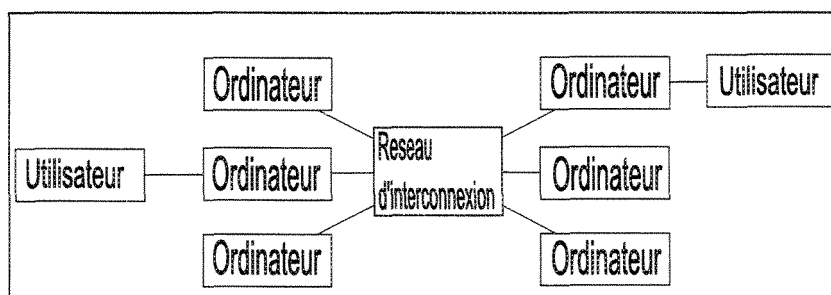 Ordinateur
Ordinateur
Utilisateur
Reseau
d'interconnexion
Utilisateur
Ordinateur
Ordinateur
Ordinateur
Ordinateur